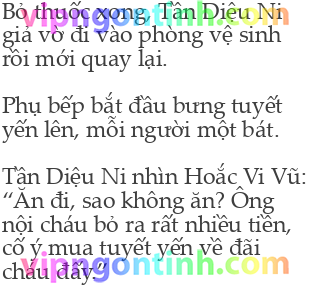 Bỏ thuốc xong, Tần Diệu Ni
giả vờ đi vào phòng vệ sinh
rồi mới quay lại.
Phụ bếp bắt đầu bưng tuyết
yến lên, mỗi người một bát.
Tần Diệu Ni nhìn Hoắc Vi Vũ:
“Ăn đi, sao không ăn? Ông
nội cháu bỏ ra rất nhiều tiền,
cố ý mua tuyết yến về đãi
cháu đấy.”
vipngontinh.com
vipngontinh.com